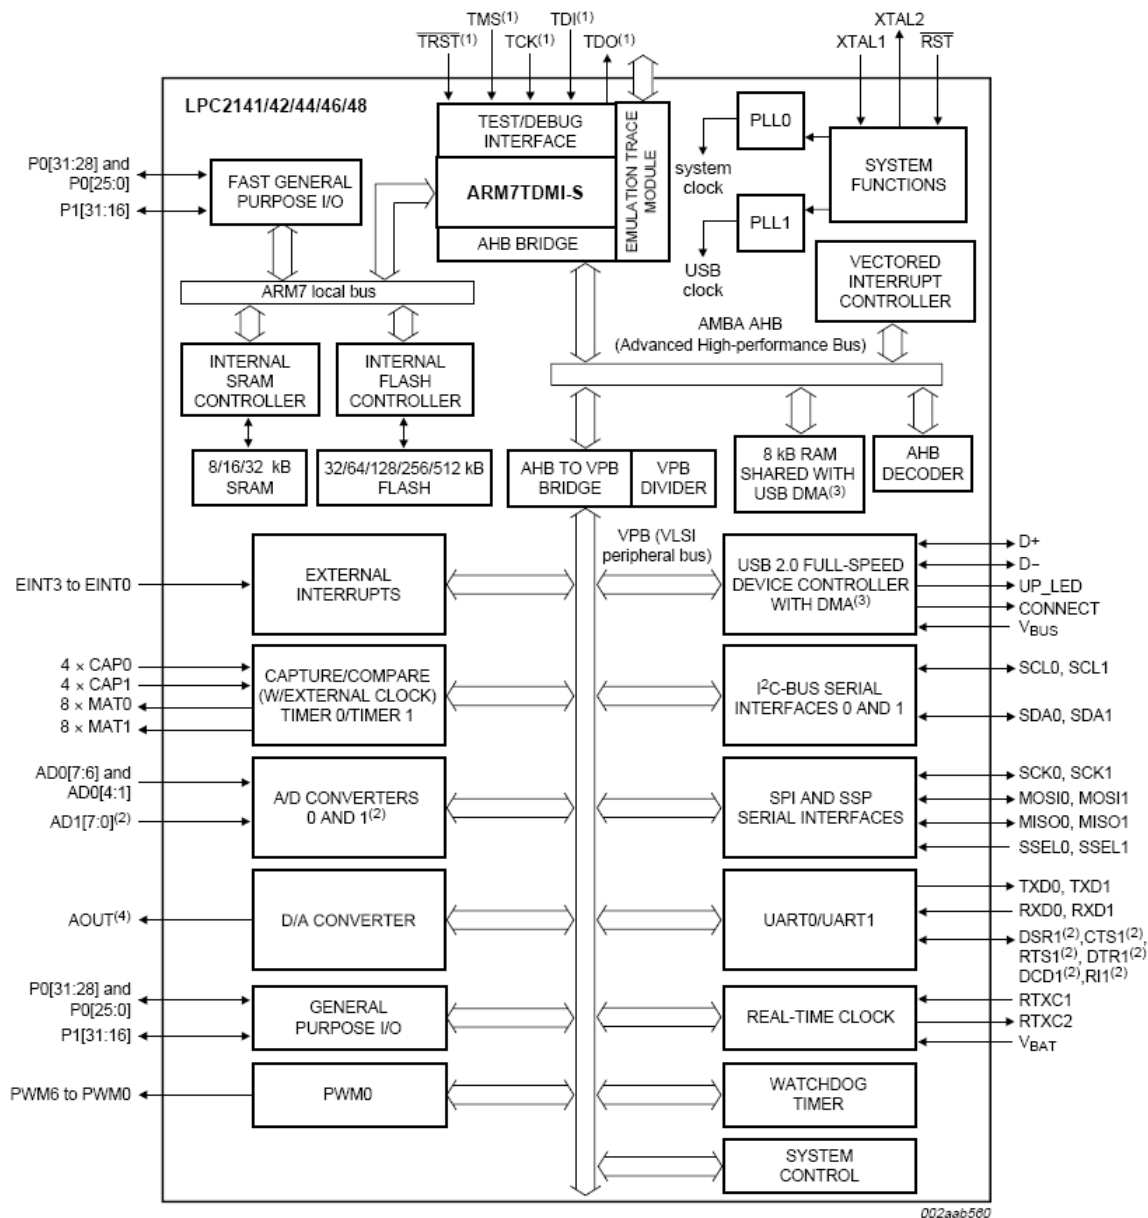 TMS(1) TDI(1) XTAL2
TRST(1) TCK(1) TDO(1) XTAL1 RST
LPC2141/42/44/46/48
TEST/DEBUG
INTERFACE
ARM7TDMI-S
AHB BRIDGE
EMULATION TRACE
MODULE
PLL0
system
clock
PLL1
USB
clock
SYSTEM
FUNCTIONS
P0[31:28] and
P0[25:0]
P1[31:16]
FAST GENERAL
PURPOSE I/O
VECTORED
INTERRUPT
CONTROLLER
ARM7 local bus
AMBA AHB
(Advanced High-performance Bus)
INTERNAL
SRAM
CONTROLLER
INTERNAL
FLASH
CONTROLLER
8/16/32 kB
SRAM
32/64/128/256/512 kB
FLASH
AHB TO VPB
BRIDGE
VPB
DIVIDER
8 kB RAM
SHARED WITH
USB DMA(3)
AHB
DECODER
VPB (VLSI
peripheral bus)
EINT3 to EINT0
EXTERNAL
INTERRUPTS
USB 2.0 FULL-SPEED
DEVICE CONTROLLER
WITH DMA(3)
D+
D−
UP_LED
CONNECT
VBUS
4 × CAP0
4 × CAP1
8 × MAT0
8 × MAT1
CAPTURE/COMPARE
(W/EXTERNAL CLOCK)
TIMER 0/TIMER 1
I2C-BUS SERIAL
INTERFACES 0 AND 1
SCL0, SCL1
SDA0, SDA1
AD0[7:6] and
AD0[4:1]
AD1[7:0](2)
A/D CONVERTERS
0 AND 1(2)
SPI AND SSP
SERIAL INTERFACES
SCK0, SCK1
MOSI0, MOSI1
MISO0, MISO1
SSEL0, SSEL1
AOUT(4)
D/A CONVERTER
UART0/UART1
TXD0, TXD1
RXD0, RXD1
DSR1(2),CTS1(2),
RTS1(2), DTR1(2)
DCD1(2),RI1(2)
P0[31:28] and
P0[25:0]
P1[31:16]
GENERAL
PURPOSE I/O
REAL-TIME CLOCK
RTXC1
RTXC2
VBAT
PWM6 to PWM0
PWM0
WATCHDOG
TIMER
SYSTEM
CONTROL
002aab560